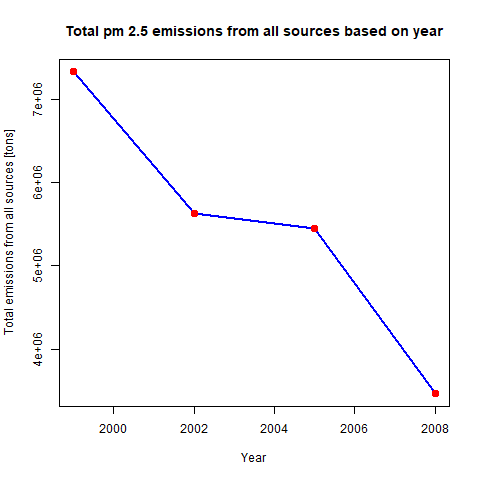 Total pm 2.5 emissions from all sources based on year
Total emissions from all sources [tons]
7e+06
6e+06
5e+06
4e+06
2000 2002 2004 2006 2008
Year